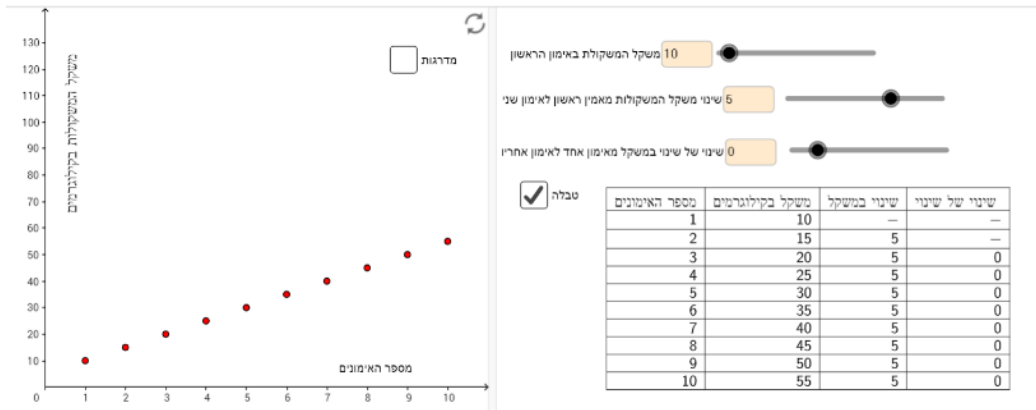 משקל המשקולות בקילוגרמים
130
120
110
100
90
80
70
60
50
40
30
20
10
0
1 2 3 4 5 6 7 8 9 10
מספר האימונים
מדרגות
משקל המשקולת באימון הראשון 10
שינוי משקל המשקולות מאמין ראשון לאימון שני 5
שינוי של שינוי במשקל מאימון אחד לאימון אחריו 0
טבלה
מספר האימונים משקל בקילוגרמים שינוי במשקל שינוי של שינוי
1 10 – –
2 15 5 –
3 20 5 0
4 25 5 0
5 30 5 0
6 35 5 0
7 40 5 0
8 45 5 0
9 50 5 0
10 55 5 0